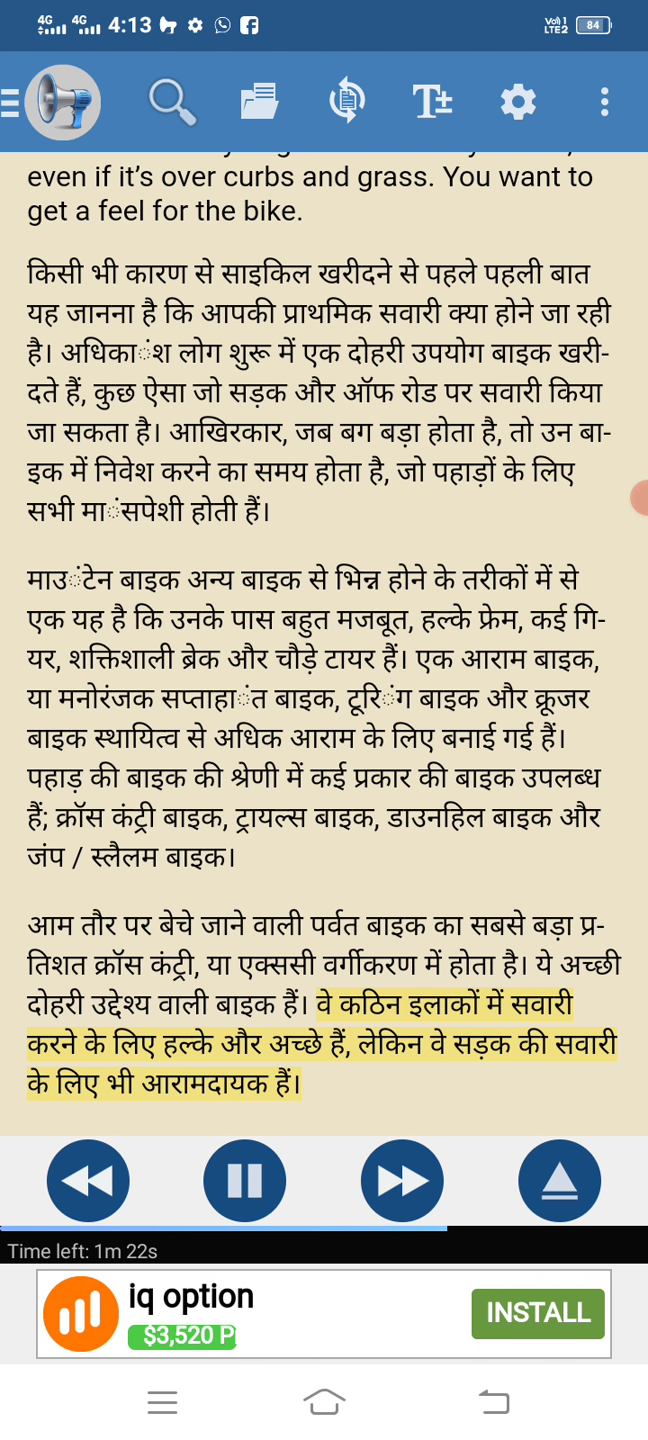 4G 4G 4:13 Vol) 1 LTE2 84
T±
even if it’s over curbs and grass. You want to
get a feel for the bike.
किसी भी कारण से साइकिल खरीदने से पहले पहली बात
यह जानना है कि आपकी प्राथमिक सवारी क्या होने जा रही
है। अधिकांश लोग शुरू में एक दोहरी उपयोग बाइक खरी-
दते हैं, कुछ ऐसा जो सड़क और ऑफ रोड पर सवारी किया
जा सकता है। आखिरकार, जब बग बड़ा होता है, तो उन बा-
इक में निवेश करने का समय होता है, जो पहाड़ों के लिए
सभी मांसपेशी होती हैं।
माउंटेन बाइक अन्य बाइक से भिन्न होने के तरीकों में से
एक यह है कि उनके पास बहुत मजबूत, हल्के फ्रेम, कई गि-
यर, शक्तिशाली ब्रेक और चौड़े टायर हैं। एक आराम बाइक,
या मनोरंजक सप्ताहांत बाइक, टूरिंग बाइक और क्रूजर
बाइक स्थायित्व से अधिक आराम के लिए बनाई गई हैं।
पहाड़ की बाइक की श्रेणी में कई प्रकार की बाइक उपलब्ध
हैं; क्रॉस कंट्री बाइक, ट्रायल्स बाइक, डाउनहिल बाइक और
जंप / स्लैलम बाइक।
आम तौर पर बेचे जाने वाली पर्वत बाइक का सबसे बड़ा प्र-
तिशत क्रॉस कंट्री, या एक्ससी वर्गीकरण में होता है। ये अच्छी
दोहरी उद्देश्य वाली बाइक हैं। वे कठिन इलाकों में सवारी
करने के लिए हल्के और अच्छे हैं, लेकिन वे सड़क की सवारी
के लिए भी आरामदायक हैं।
Time left: 1m 22s
iq option
$3,520 P
INSTALL